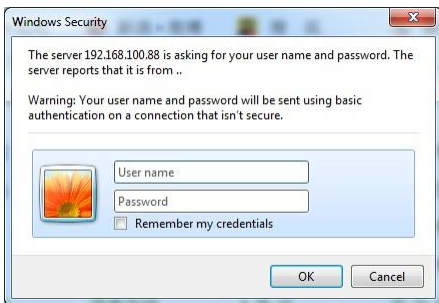 Windows Security
The server 192.168.100.88 is asking for your user name and password. The
server reports that it is from ..
Warning: Your user name and password will be sent using basic
authentication on a connection that isn't secure.
User name
Password
Remember my credentials
OK
Cancel